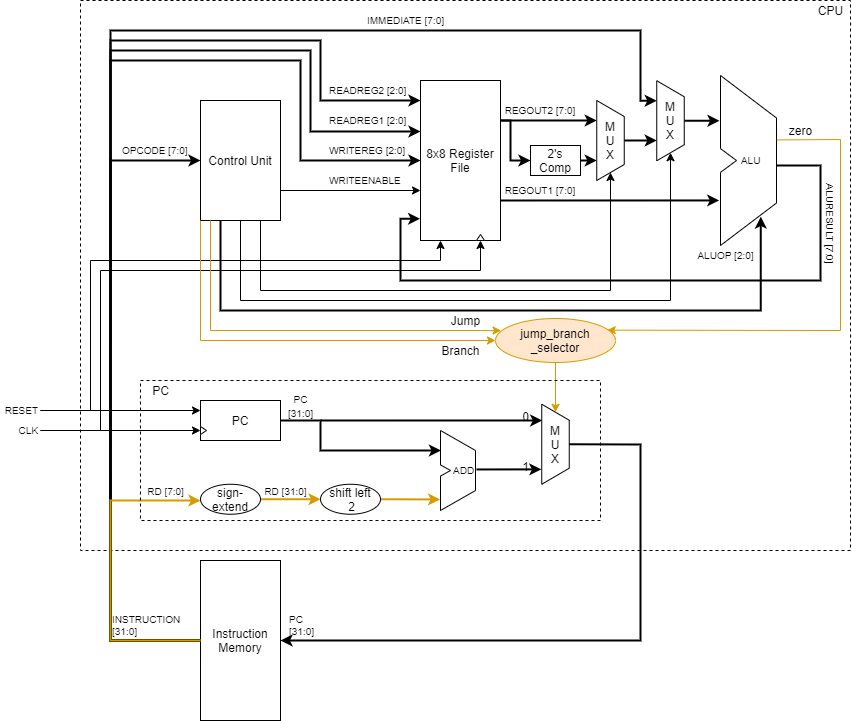 CPU
IMMEDIATE [7:0]
READREG2 [2:0]
READREG1 [2:0]
OPCODE [7:0]
WRITEREG [2:0]
WRITEENABLE
Control Unit
8x8 Register
File
REGOUT2 [7:0]
2's
Comp
REGOUT1 [7:0]
M
U
X
M
U
X
ALU
zero
ALURESULT [7:0]
ALUOP [2:0]
Jump
Branch
jump_branch
_selector
PC
RESET
CLK
PC
PC
[31:0]
0
1
M
U
X
ADD
RD [7:0]
sign-
extend
RD [31:0]
shift left
2
INSTRUCTION
[31:0]
Instruction
Memory
PC
[31:0]